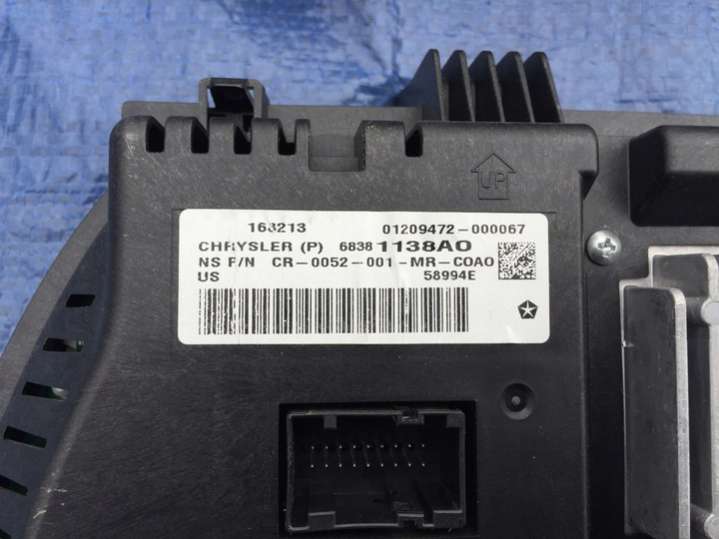 UP
163213 01209472-000067
CHRYSLER (P) 68381138AO
NS P/N CR-0052-001-MR-COAO
US 58994E